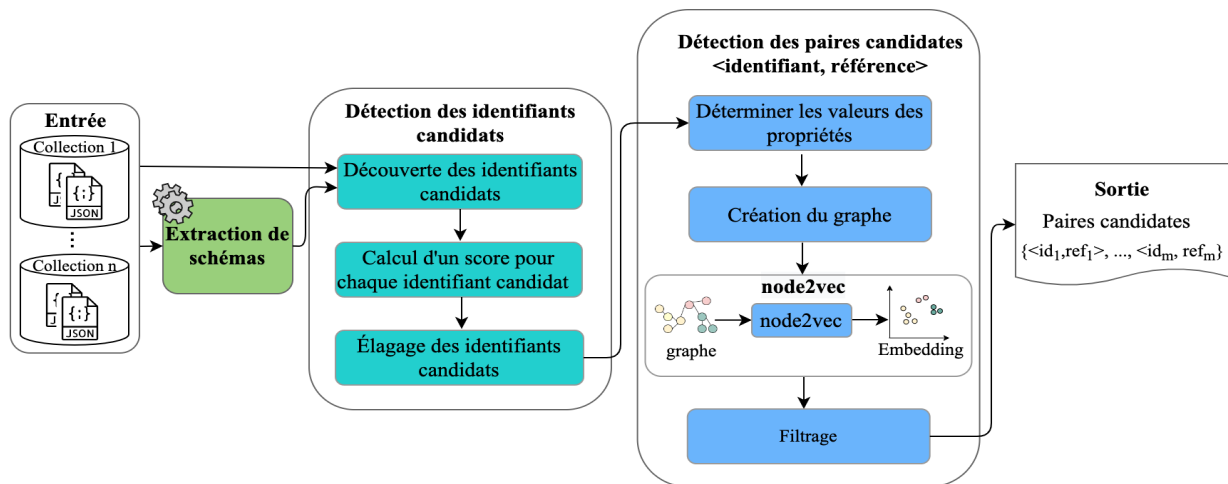 Entrée
Collection 1
{
J
{;}
JSON
Collection n
{
J
{;}
JSON
Extraction de
schémas
Détection des identifiants
candidats
Découverte des identifiants
candidats
Calcul d'un score pour
chaque identifiant candidat
Élagage des identifiants
candidats
Détection des paires candidates
<identifiant, référence>
Déterminer les valeurs des
propriétés
Création du graphe
node2vec
graphe
node2vec
Embedding
Filtrage
Sortie
Paires candidates
{<id₁,ref₁>, ..., <idₘ, refₘ}